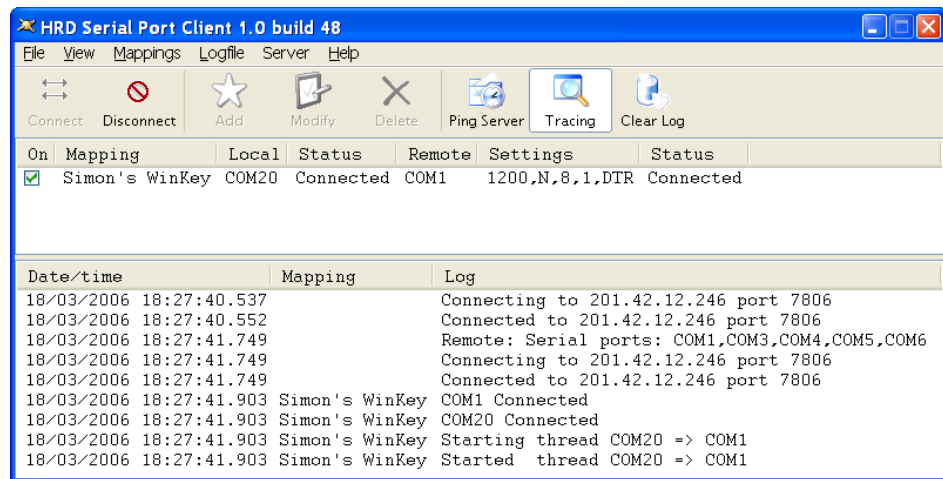 HRD Serial Port Client 1.0 build 48
File View Mappings Logfile Server Help
Connect Disconnect Add Modify Delete Ping Server Tracing Clear Log
On Mapping Local Status Remote Settings Status
Simon's WinKey COM20 Connected COM1 1200,N,8,1,DTR Connected
Date/time Mapping Log
18/03/2006 18:27:40.537 Connecting to 201.42.12.246 port 7806
18/03/2006 18:27:40.552 Connected to 201.42.12.246 port 7806
18/03/2006 18:27:41.749 Remote: Serial ports: COM1,COM3,COM4,COM5,COM6
18/03/2006 18:27:41.749 Connecting to 201.42.12.246 port 7806
18/03/2006 18:27:41.749 Connected to 201.42.12.246 port 7806
18/03/2006 18:27:41.903 Simon's WinKey COM1 Connected
18/03/2006 18:27:41.903 Simon's WinKey COM20 Connected
18/03/2006 18:27:41.903 Simon's WinKey Starting thread COM20 => COM1
18/03/2006 18:27:41.903 Simon's WinKey Started thread COM20 => COM1